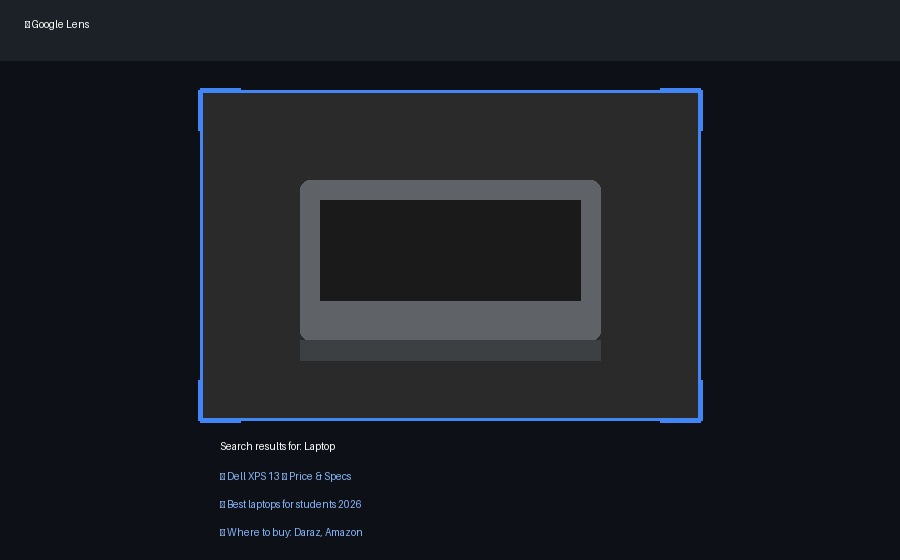 Google Lens
Search results for: Laptop
Dell XPS 13 Price & Specs
Best laptops for students 2026
Where to buy: Daraz, Amazon